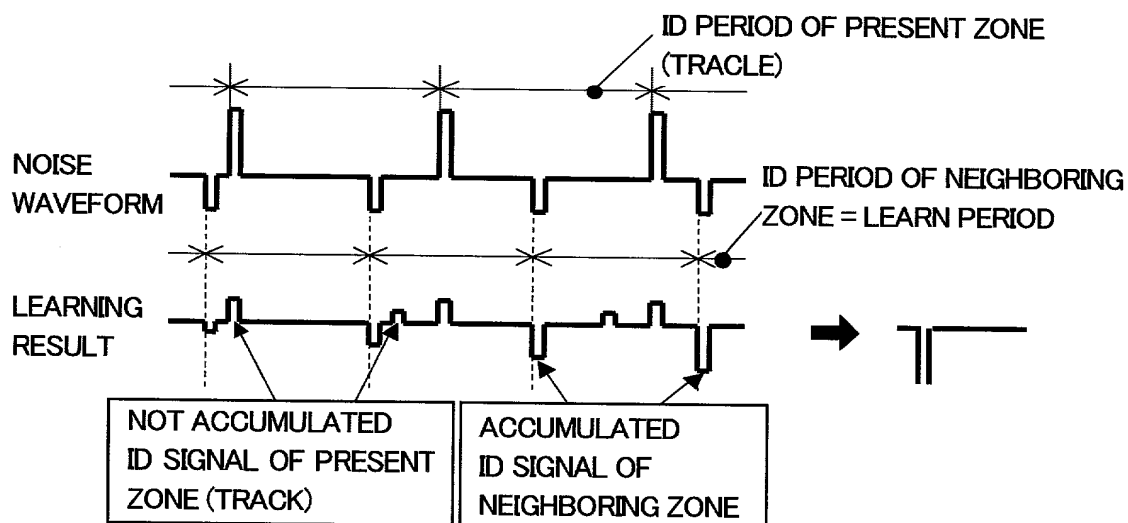 ID PERIOD OF PRESENT ZONE
(TRACLE)
NOISE
WAVEFORM
ID PERIOD OF NEIGHBORING
ZONE = LEARN PERIOD
LEARNING
RESULT
NOT ACCUMULATED
ID SIGNAL OF PRESENT
ZONE (TRACK)
ACCUMULATED
ID SIGNAL OF
NEIGHBORING ZONE